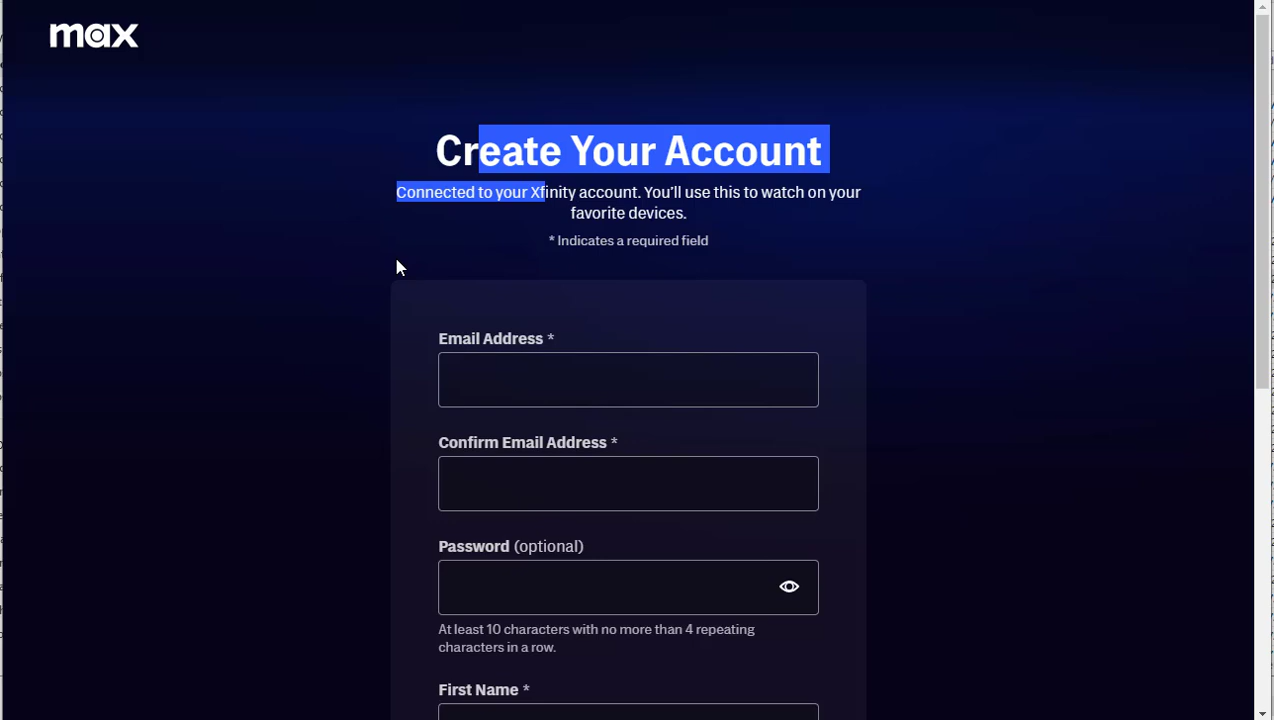 max
Create Your Account
Connected to your Xfinity account. You'll use this to watch on your
favorite devices.
* Indicates a required field
Email Address *
Confirm Email Address *
Password (optional)
At least 10 characters with no more than 4 repeating
characters in a row.
First Name *